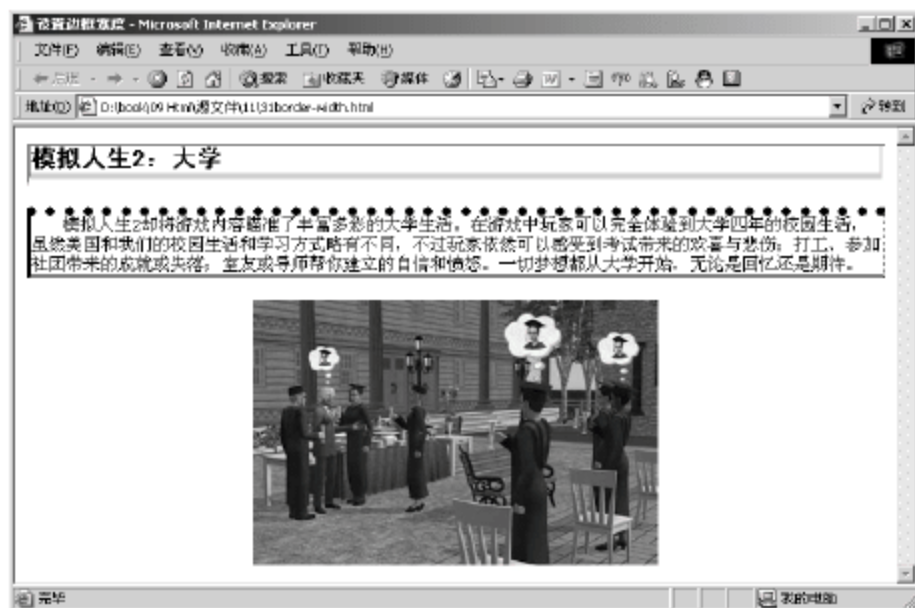 设置边框宽度 - Microsoft Internet Explorer
文件(F) 编辑(E) 查看(V) 收藏(A) 工具(T) 帮助(H)
后退 搜索 收藏夹 媒体
地址(D) D:\book\09 Html\源文件\11\31border-width.html 转到
模拟人生2：大学
模拟人生2却将游戏内容瞄准了丰富多彩的大学生活。在游戏中玩家可以完全体验到大学四年的校园生活，
虽然美国和我们的校园生活和学习方式略有不同，不过玩家依然可以感受到考试带来的欢喜与悲伤；打工、参加
社团带来的成就或失落；室友或导师帮你建立的自信和愤怒。一切梦想都从大学开始，无论是回忆还是期待。
完毕 我的电脑